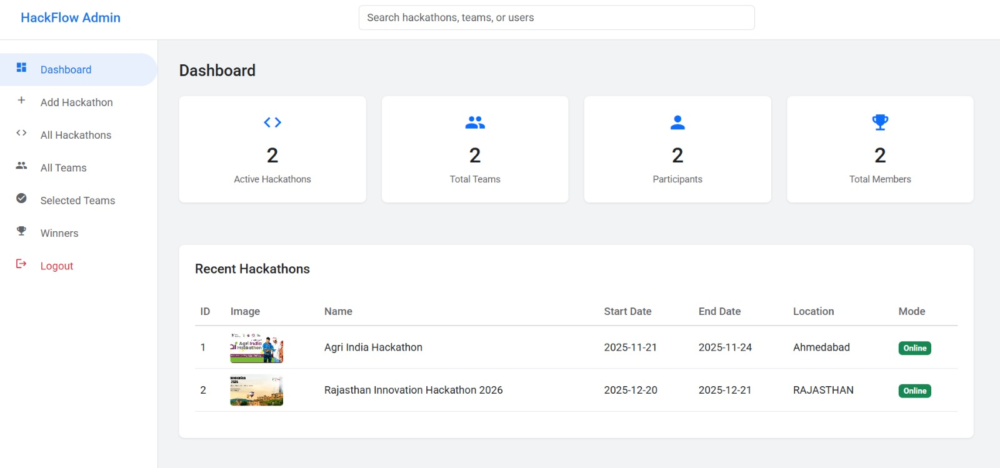 HackFlow Admin
Search hackathons, teams, or users
Dashboard
Add Hackathon
All Hackathons
All Teams
Selected Teams
Winners
Logout
Dashboard
2
Active Hackathons
2
Total Teams
2
Participants
2
Total Members
Recent Hackathons
ID Image Name Start Date End Date Location Mode
1 Agri India Hackathon 2025-11-21 2025-11-24 Ahmedabad Online
Agri India
Hackathon
2 Rajasthan Innovation Hackathon 2026 2025-12-20 2025-12-21 RAJASTHAN Online